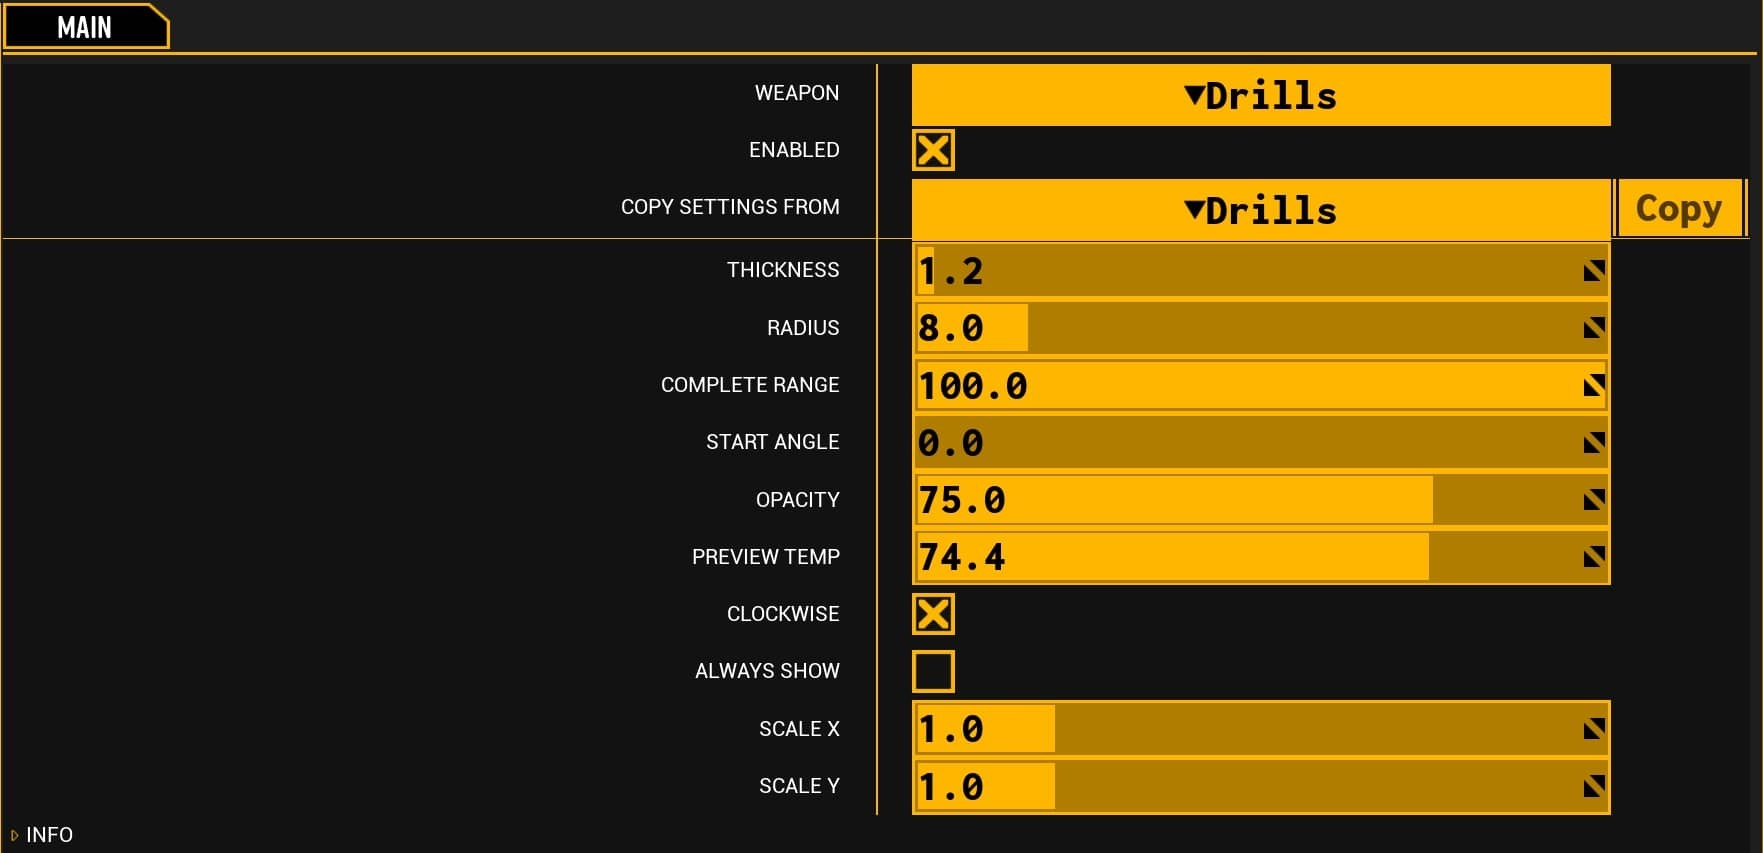 MAIN
WEAPON ▼Drills
ENABLED
COPY SETTINGS FROM ▼Drills Copy
THICKNESS 1.2
RADIUS 8.0
COMPLETE RANGE 100.0
START ANGLE 0.0
OPACITY 75.0
PREVIEW TEMP 74.4
CLOCKWISE
ALWAYS SHOW
SCALE X 1.0
SCALE Y 1.0
INFO